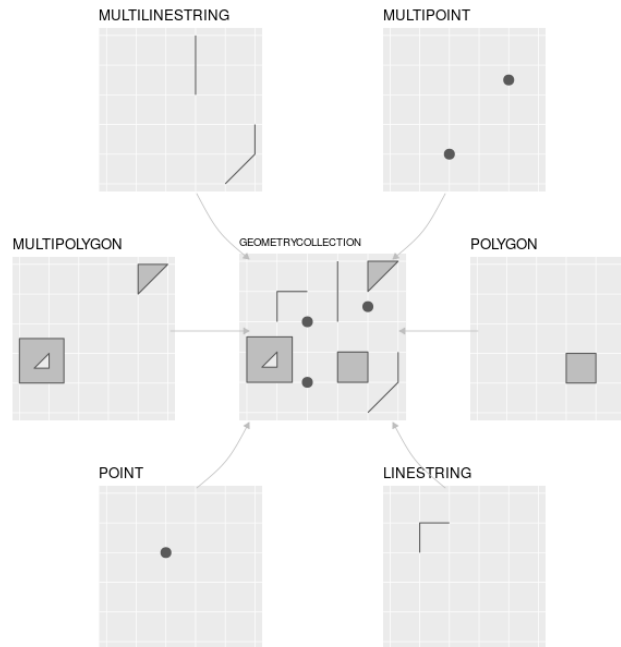 MULTILINESTRING
MULTIPOINT
MULTIPOLYGON
GEOMETRYCOLLECTION
POLYGON
POINT
LINESTRING